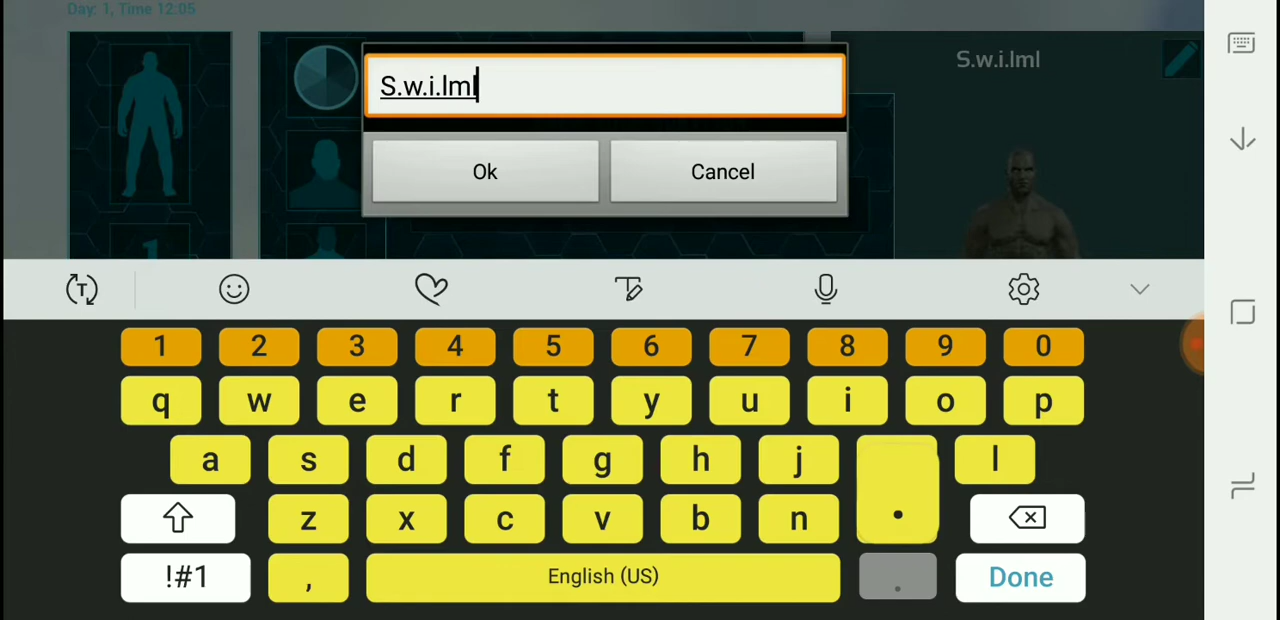 Day: 1, Time 12:05
S.w.i.lml
S.w.i.lml
Ok
Cancel
1
1 2 3 4 5 6 7 8 9 0
q w e r t y u i o p
a s d f g h j l
z x c v b n .
!#1 , English (US) . Done